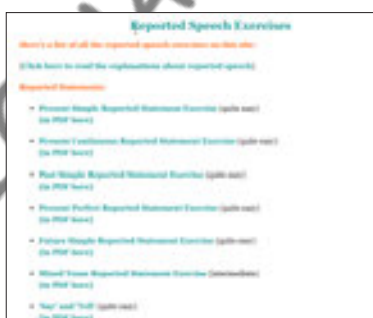 Reported Speech Exercises
Here's a list of all the reported speech exercises on this site:
(Click here to read the explanations about reported speech)
Reported Statements:
Present Simple Reported Statement Exercise (quite easy)
(in PDF here)
Present Continuous Reported Statement Exercise (quite easy)
(in PDF here)
Past Simple Reported Statement Exercise (quite easy)
(in PDF here)
Present Perfect Reported Statement Exercise (quite easy)
(in PDF here)
Future Simple Reported Statement Exercise (quite easy)
(in PDF here)
Mixed Tense Reported Statement Exercise (intermediate)
(in PDF here)
'Say' and 'Tell' (quite easy)
(in PDF here)